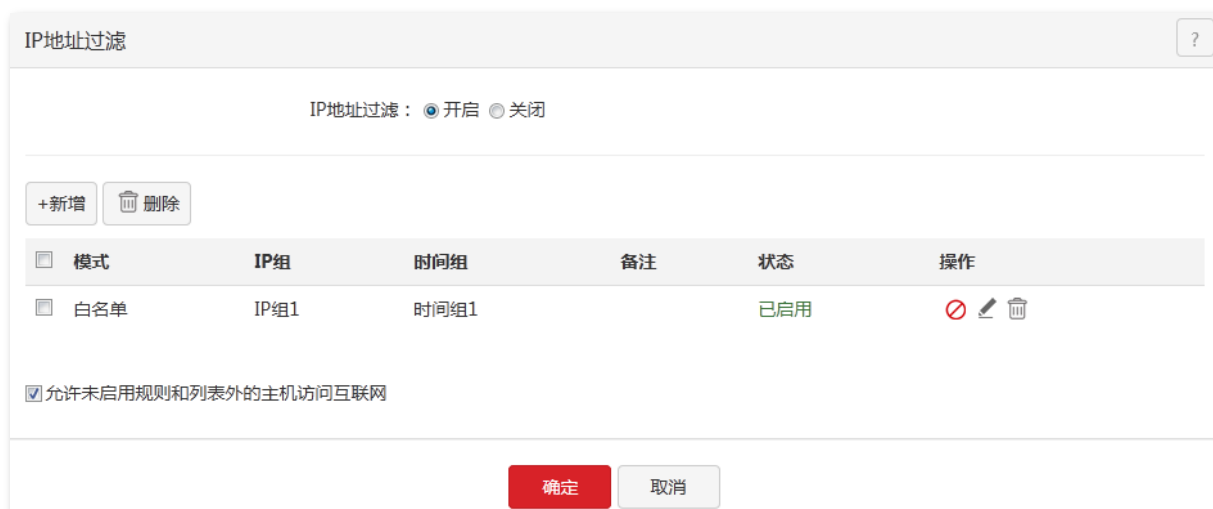 IP地址过滤 ?
IP地址过滤： 开启 关闭
+新增 删除
模式 IP组 时间组 备注 状态 操作
白名单 IP组1 时间组1 已启用
允许未启用规则和列表外的主机访问互联网
确定 取消